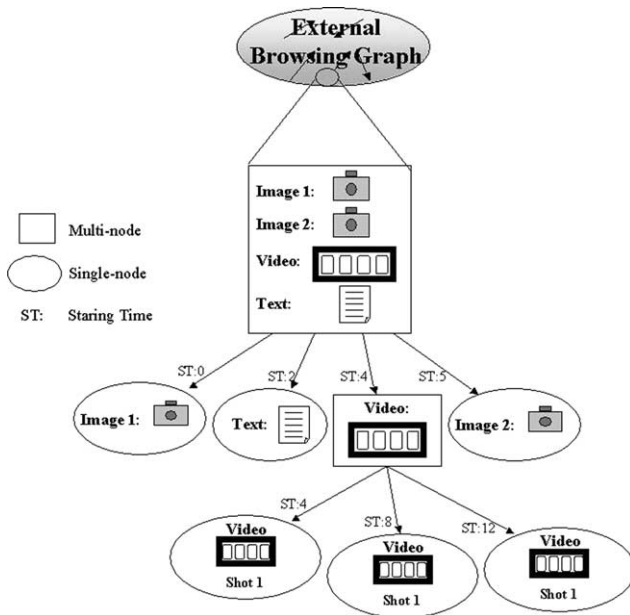 External
Browsing Graph
Image 1:
Image 2:
Video:
Text:
Multi-node
Single-node
ST: Staring Time
ST:0
ST:2
ST:4
ST:5
Image 1:
Text:
Video:
Image 2:
ST:4
ST:8
ST:12
Video
Shot 1
Video
Shot 1
Video
Shot 1